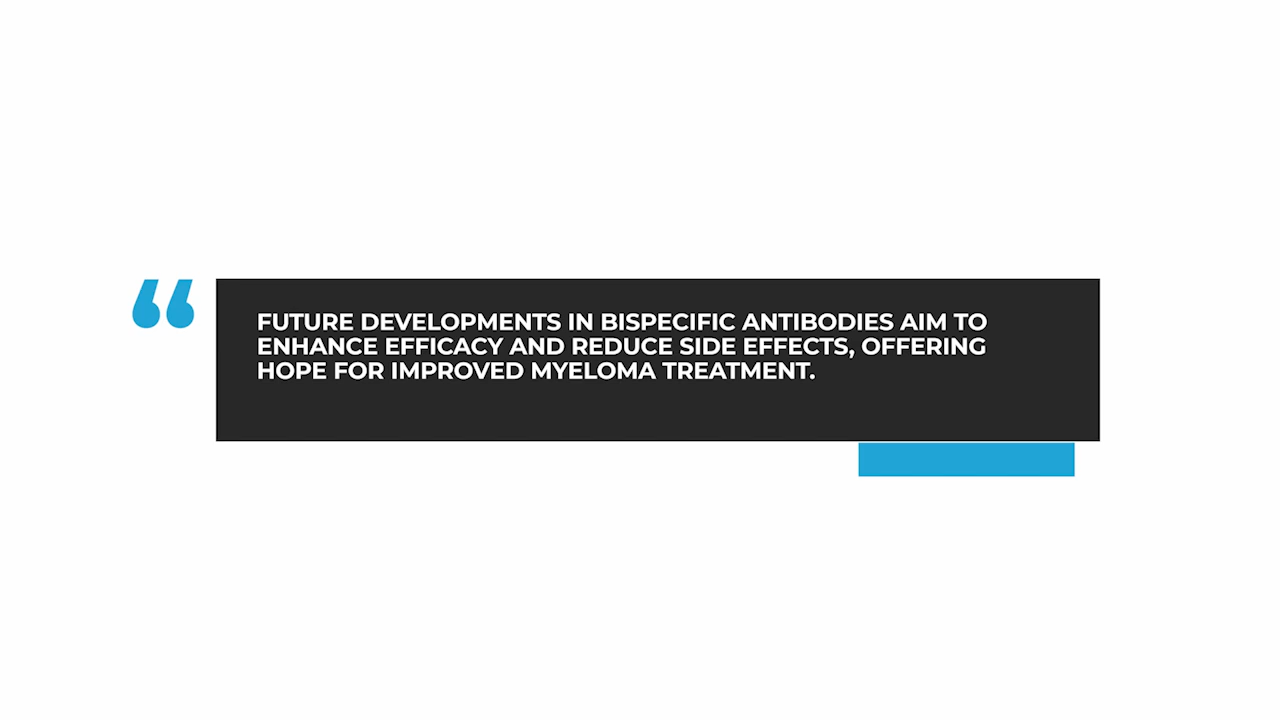 “
FUTURE DEVELOPMENTS IN BISPECIFIC ANTIBODIES AIM TO
ENHANCE EFFICACY AND REDUCE SIDE EFFECTS, OFFERING
HOPE FOR IMPROVED MYELOMA TREATMENT.